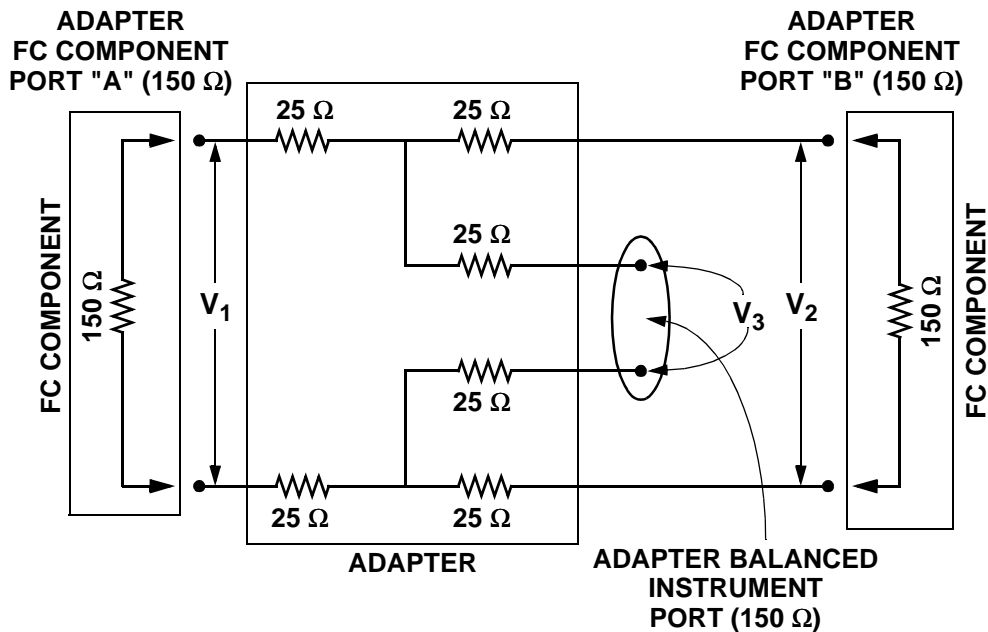 ADAPTER
FC COMPONENT
PORT "A" (150 Ω)
ADAPTER
FC COMPONENT
PORT "B" (150 Ω)
25 Ω
25 Ω
25 Ω
FC COMPONENT
150 Ω
V1
V3
V2
150 Ω
FC COMPONENT
25 Ω
25 Ω
25 Ω
ADAPTER
ADAPTER BALANCED
INSTRUMENT
PORT (150 Ω)